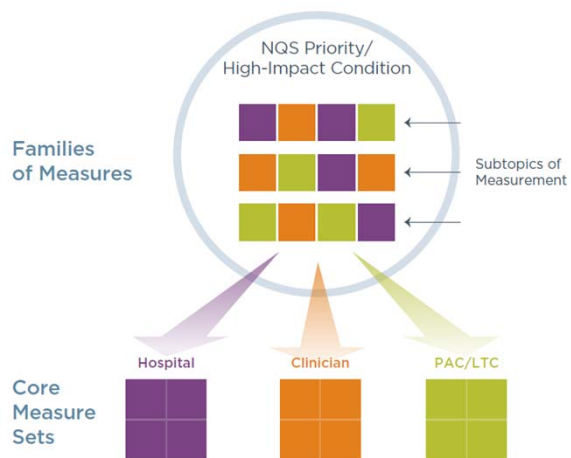 NQS Priority/
High-Impact Condition
Families
of Measures
Subtopics of
Measurement
Hospital
Clinician
PAC/LTC
Core
Measure
Sets